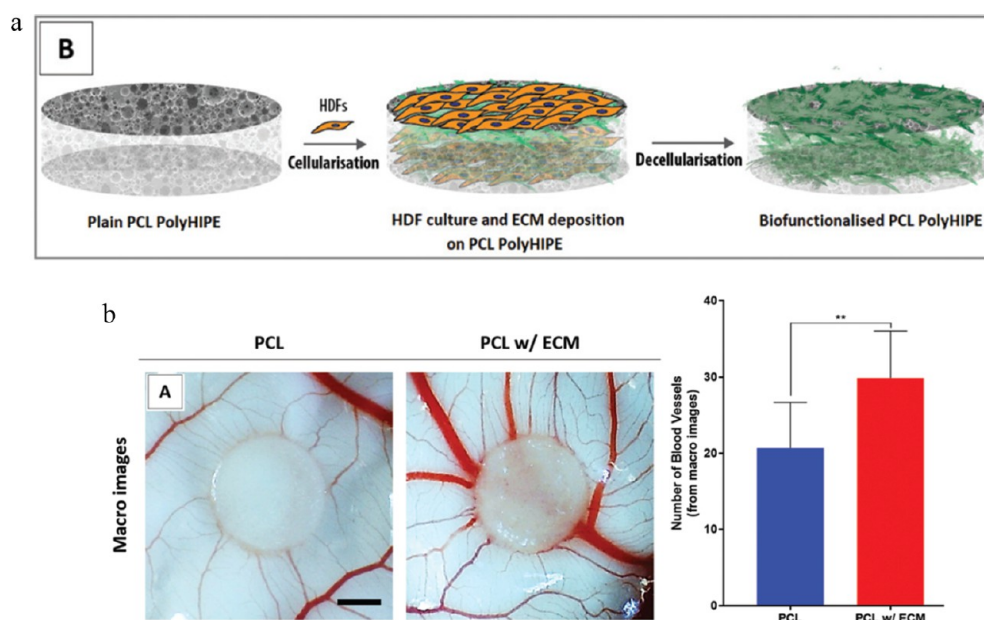 a
B
HDFs
Cellularisation
Decellularisation
Plain PCL PolyHIPE
HDF culture and ECM deposition
on PCL PolyHIPE
Biofunctionalised PCL PolyHIPE
b
PCL
PCL w/ ECM
A
Macro images
Number of Blood Vessels
(from macro images)
40
30
20
10
0
**
PCL
PCL w/ ECM